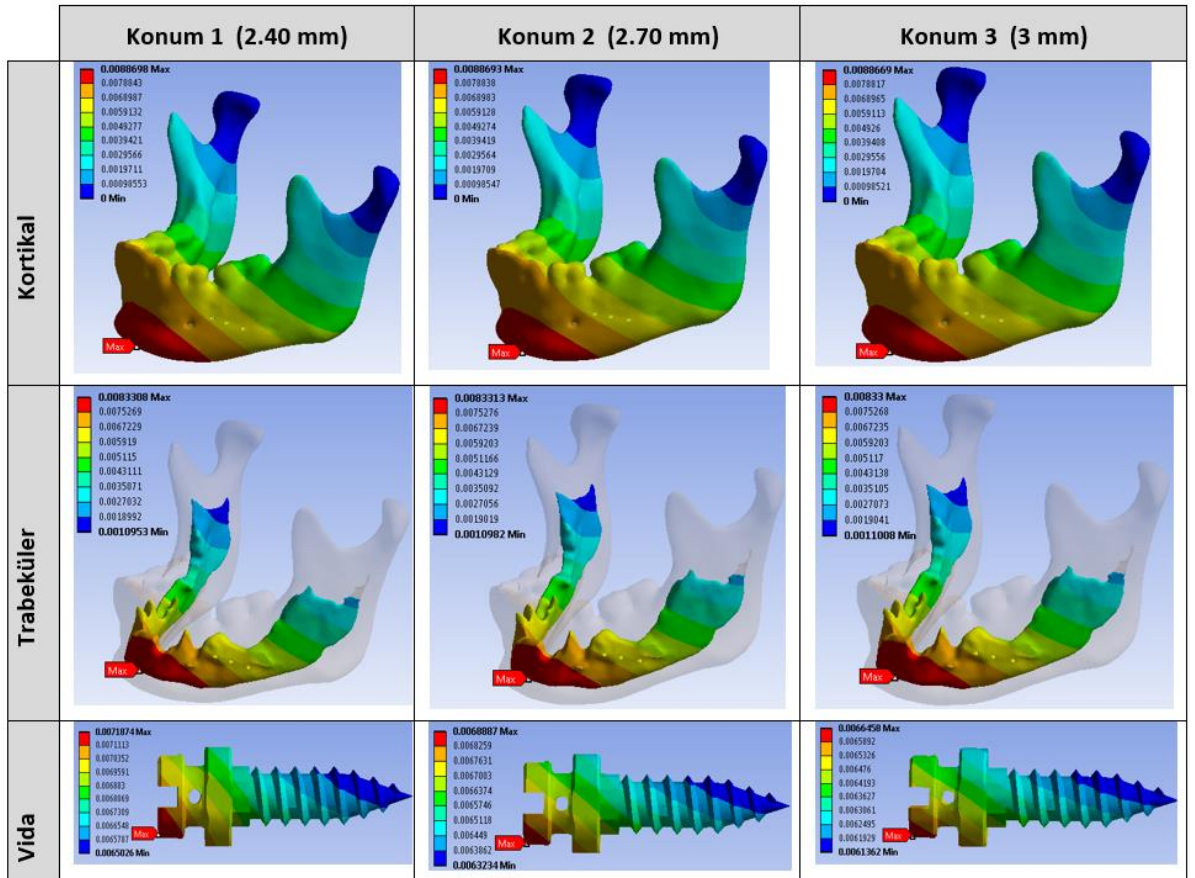 Konum 1 (2.40 mm)
Konum 2 (2.70 mm)
Konum 3 (3 mm)
Kortikal
0.0088698 Max
0.0078843
0.0068987
0.0059132
0.0049277
0.0039421
0.0029566
0.0019711
0.00098553
0 Min
Max
0.0088693 Max
0.0078838
0.0068983
0.0059128
0.0049274
0.0039419
0.0029564
0.0019709
0.00098547
0 Min
Max
0.0088669 Max
0.0078817
0.0068965
0.0059113
0.004926
0.0039408
0.0029556
0.0019704
0.00098521
0 Min
Max
Trabeküler
0.0083308 Max
0.0075269
0.0067229
0.005919
0.005115
0.0043111
0.0035071
0.0027032
0.0018992
0.0010953 Min
Max
0.0083313 Max
0.0075276
0.0067239
0.0059203
0.0051166
0.0043129
0.0035092
0.0027056
0.0019019
0.0010982 Min
Max
0.00833 Max
0.0075268
0.0067235
0.0059203
0.005117
0.0043138
0.0035105
0.0027073
0.0019041
0.0011008 Min
Max
Vida
0.0071874 Max
0.0071113
0.0070352
0.0069591
0.006883
0.0068069
0.0067309
0.0066548
0.0065787
0.0065026 Min
Max
0.0068887 Max
0.0068259
0.0067631
0.0067003
0.0066374
0.0065746
0.0065118
0.006449
0.0063862
0.0063234 Min
Max
0.0066458 Max
0.0065892
0.0065326
0.006476
0.0064193
0.0063627
0.0063061
0.0062495
0.0061929
0.0061362 Min
Max